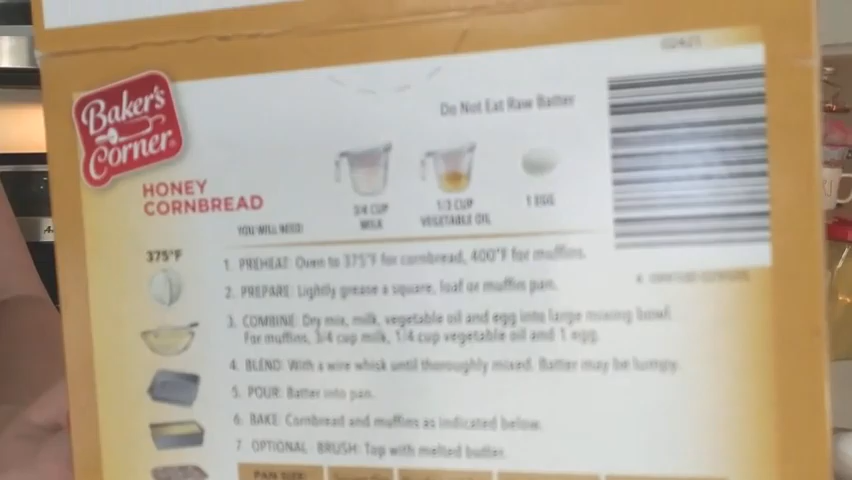 Do Not Eat Raw Batter
Baker's
Corner
HONEY
CORNBREAD
3/4 CUP
MILK
1/3 CUP
VEGETABLE OIL
1 EGG
YOU WILL NEED
375°F
1. PREHEAT: Oven to 375°F for cornbread, 400°F for muffins.
2. PREPARE: Lightly grease a square, loaf or muffin pan.
3. COMBINE: Dry mix, milk, vegetable oil and egg into large mixing bowl.
For muffins, 3/4 cup milk, 1/4 cup vegetable oil and 1 egg.
4. BLEND: With a wire whisk until thoroughly mixed. Batter may be lumpy.
5. POUR: Batter into pan.
6. BAKE: Cornbread and muffins as indicated below.
7. OPTIONAL - BRUSH: Top with melted butter.
PAN SIZE